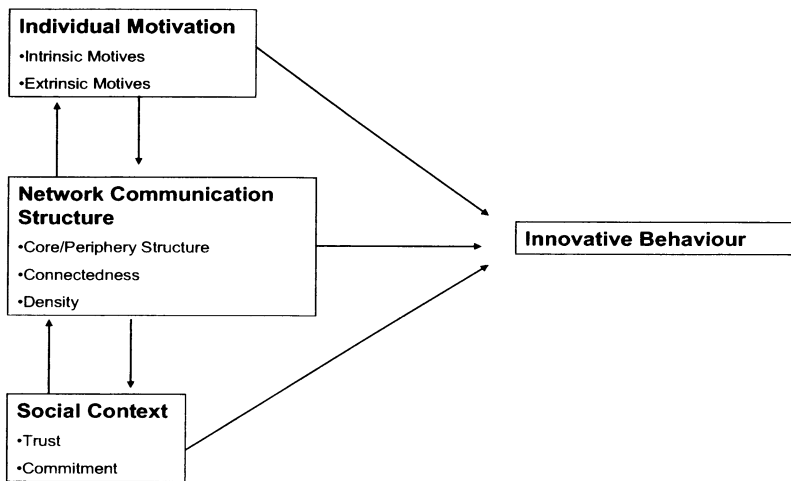 Individual Motivation
•Intrinsic Motives
•Extrinsic Motives
Network Communication
Structure
•Core/Periphery Structure
•Connectedness
•Density
Innovative Behaviour
Social Context
•Trust
•Commitment